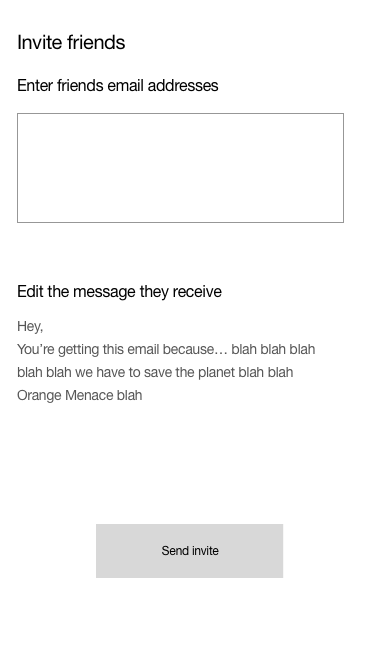 Invite friends
Enter friends email addresses
Edit the message they receive
Hey,
You’re getting this email because… blah blah blah
blah blah we have to save the planet blah blah
Orange Menace blah
Send invite